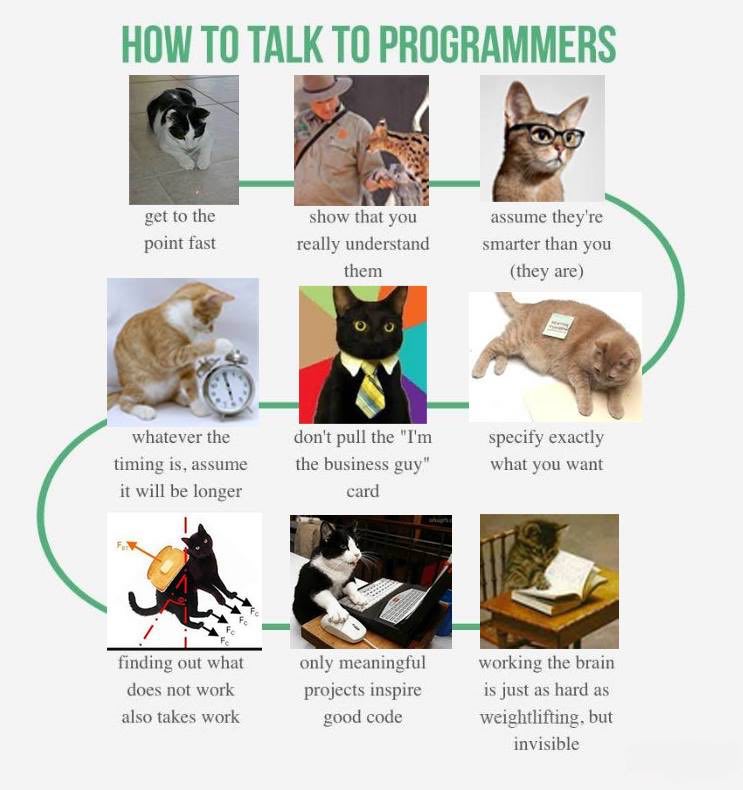 HOW TO TALK TO PROGRAMMERS
get to the
point fast
show that you
really understand
them
assume they're
smarter than you
(they are)
whatever the
timing is, assume
it will be longer
don't pull the "I'm
the business guy"
card
specify exactly
what you want
finding out what
does not work
also takes work
only meaningful
projects inspire
good code
working the brain
is just as hard as
weightlifting, but
invisible
F_C
F_C
F_C